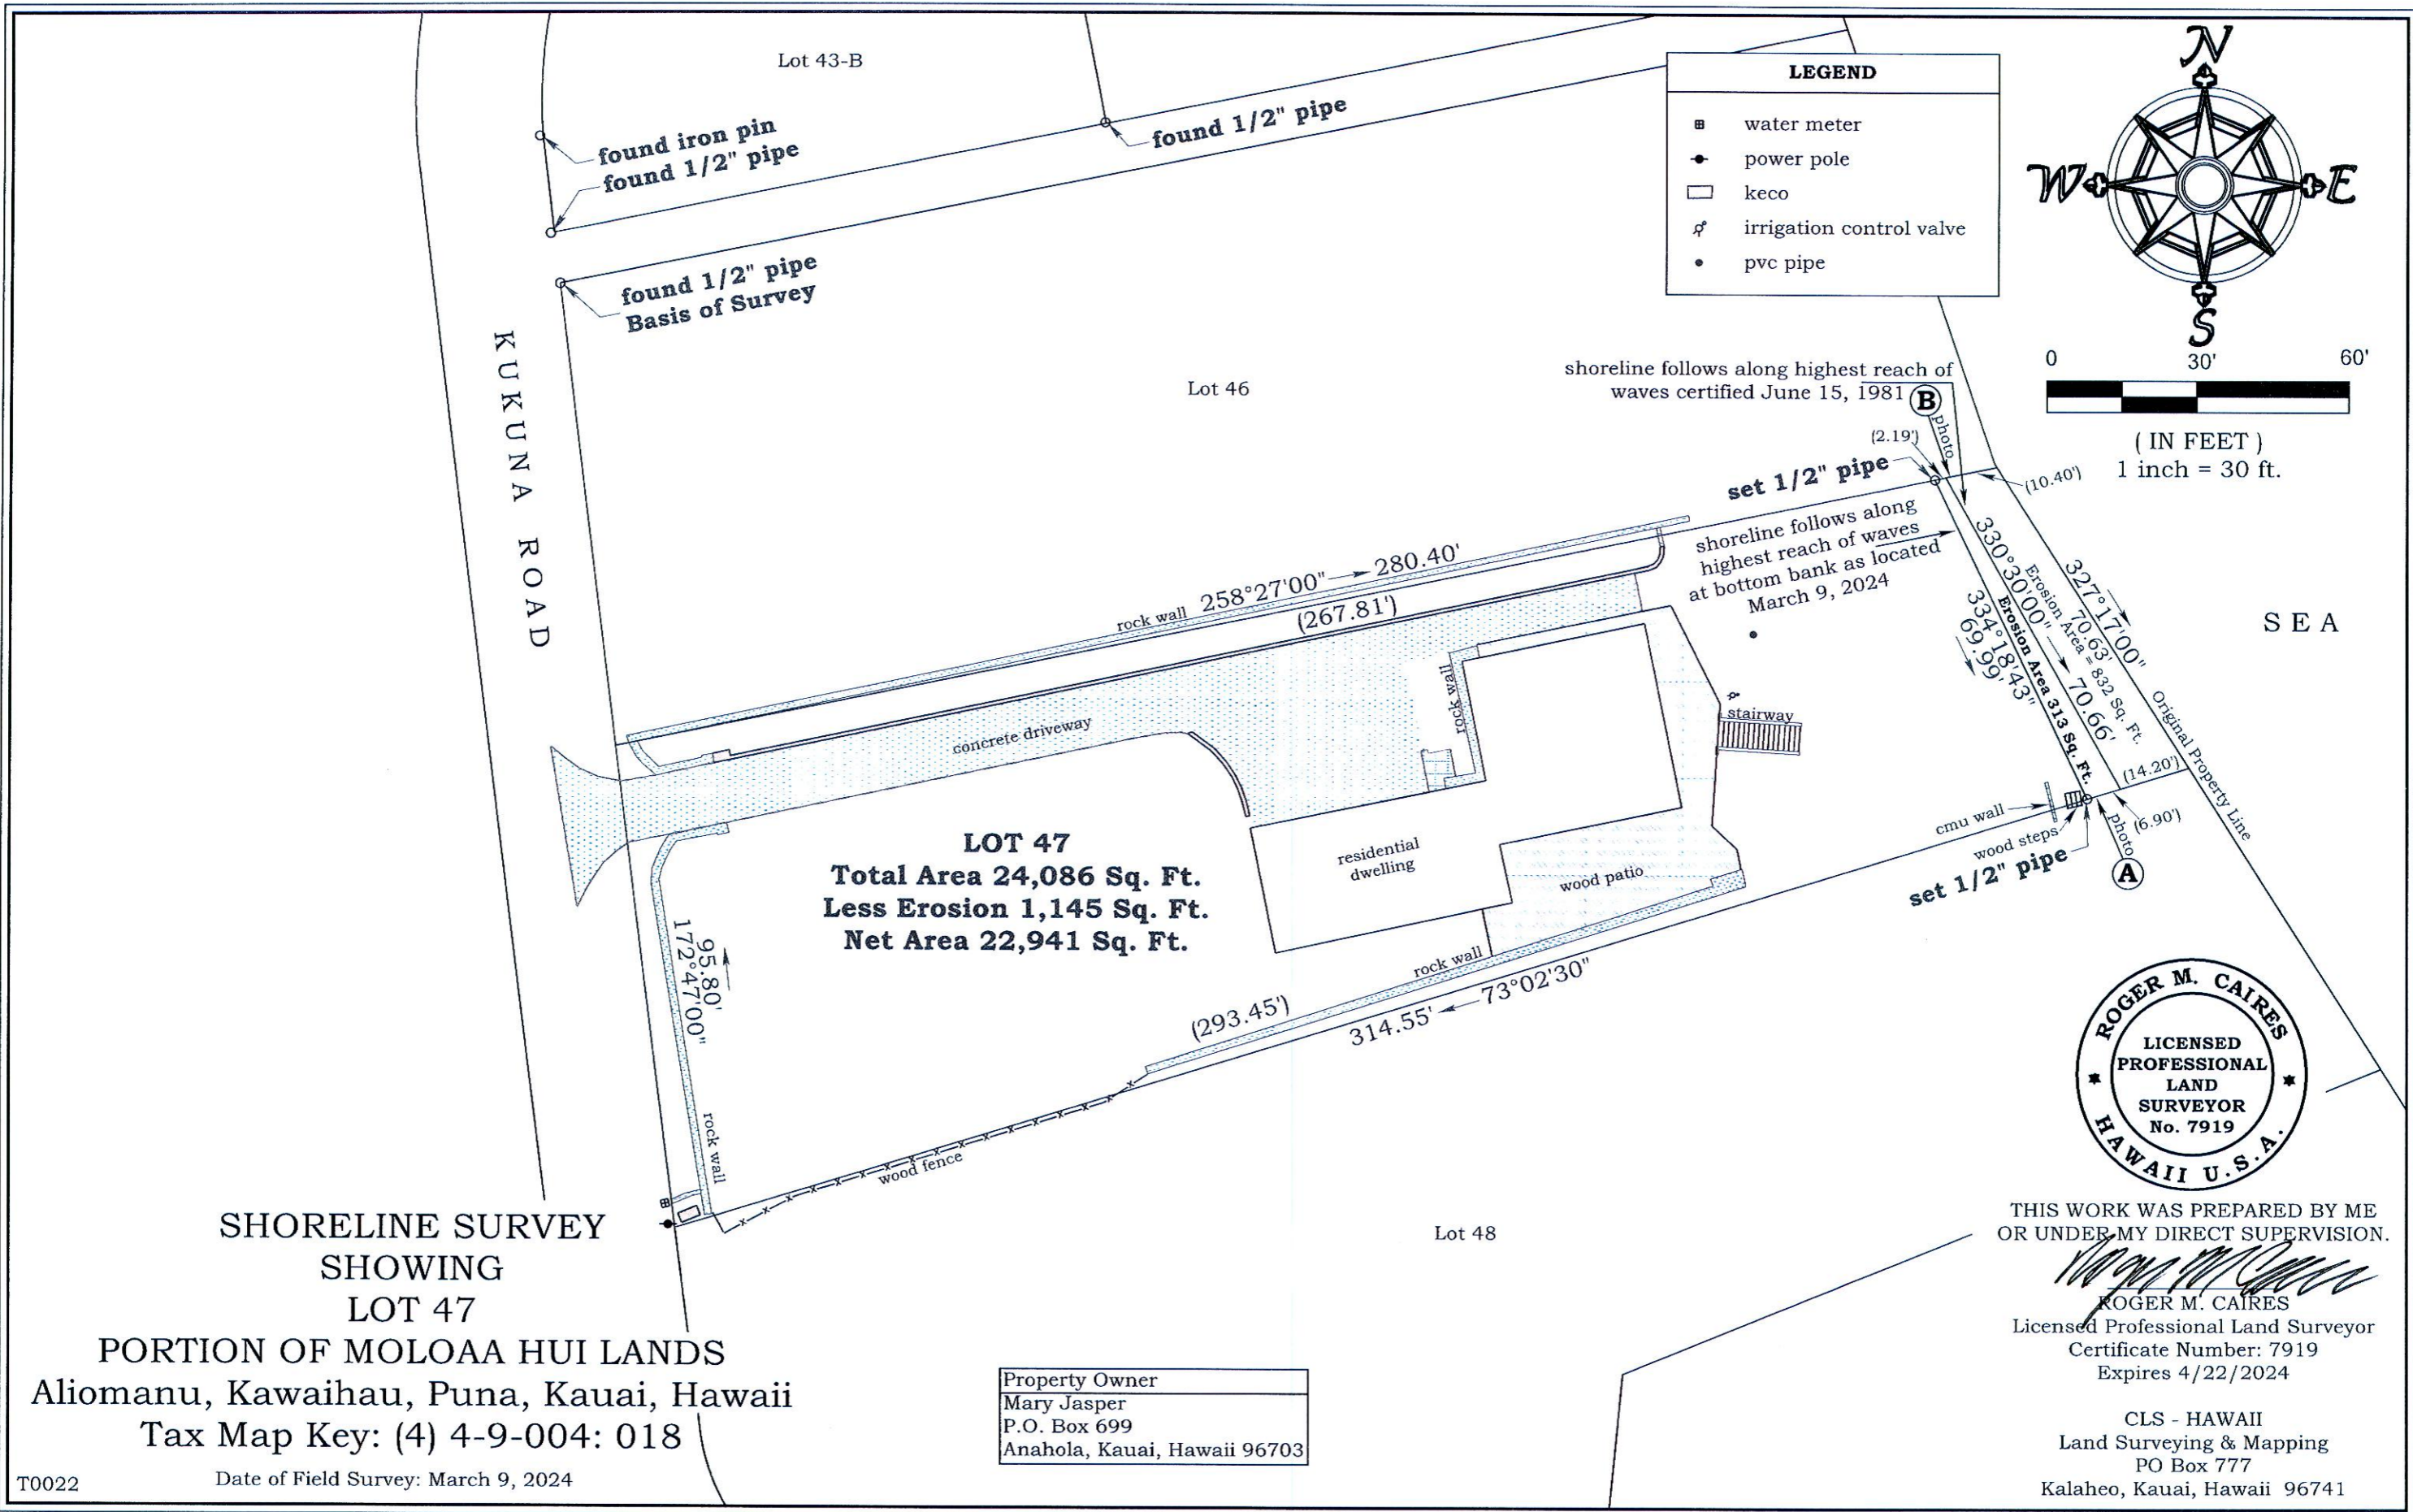 Lot 43-B
found iron pin
found 1/2" pipe
found 1/2" pipe
found 1/2" pipe
Basis of Survey
KUKUNA ROAD
Lot 46
LEGEND
water meter
power pole
keco
irrigation control valve
pvc pipe
N
W
E
S
0 30' 60'
( IN FEET )
1 inch = 30 ft.
shoreline follows along highest reach of
waves certified June 15, 1981
B
photo
(2.19')
set 1/2" pipe
(10.40')
shoreline follows along
highest reach of waves
at bottom bank as located
March 9, 2024
327°17'00"
70.63'
Erosion Area = 832 Sq. Ft.
330°30'00" 70.66'
Erosion Area 313 Sq. Ft.
334°18'43"
69.99'
Original Property Line
SEA
rock wall
258°27'00" 280.40'
(267.81')
concrete driveway
rock wall
stairway
residential
dwelling
wood patio
LOT 47
Total Area 24,086 Sq. Ft.
Less Erosion 1,145 Sq. Ft.
Net Area 22,941 Sq. Ft.
95.80'
172°47'00"
rock wall
cmu wall
wood steps
set 1/2" pipe
(14.20')
(6.90')
photo
A
rock wall
(293.45')
314.55' 73°02'30"
wood fence
Lot 48
SHORELINE SURVEY
SHOWING
LOT 47
PORTION OF MOLOAA HUI LANDS
Aliomanu, Kawaihau, Puna, Kauai, Hawaii
Tax Map Key: (4) 4-9-004: 018
Date of Field Survey: March 9, 2024
T0022
Property Owner
Mary Jasper
P.O. Box 699
Anahola, Kauai, Hawaii 96703
ROGER M. CAIRES
LICENSED
PROFESSIONAL
LAND
SURVEYOR
No. 7919
HAWAII U.S.A.
THIS WORK WAS PREPARED BY ME
OR UNDER MY DIRECT SUPERVISION.
ROGER M. CAIRES
Licensed Professional Land Surveyor
Certificate Number: 7919
Expires 4/22/2024
CLS - HAWAII
Land Surveying & Mapping
PO Box 777
Kalaheo, Kauai, Hawaii 96741